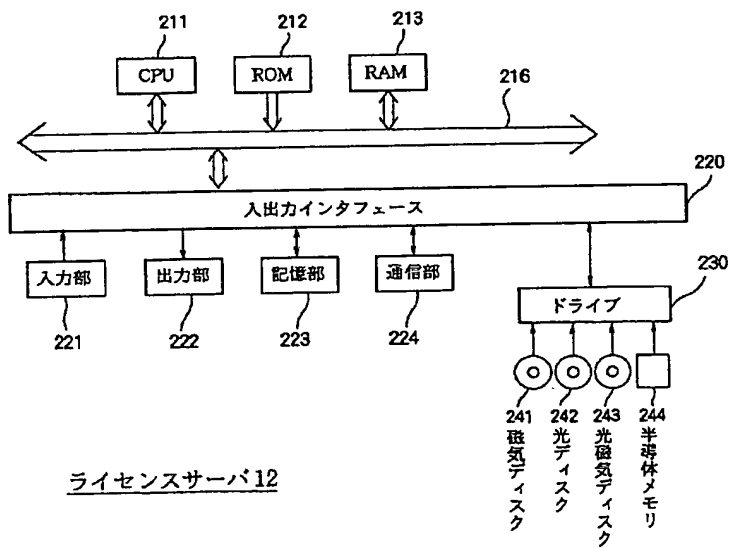 211
212
213
CPU
ROM
RAM
216
220
入出力インタフェース
入力部
出力部
記憶部
通信部
230
221
222
223
224
ドライブ
241
242
243
244
磁気ディスク
光ディスク
光磁気ディスク
半導体メモリ
ライセンスサーバ12